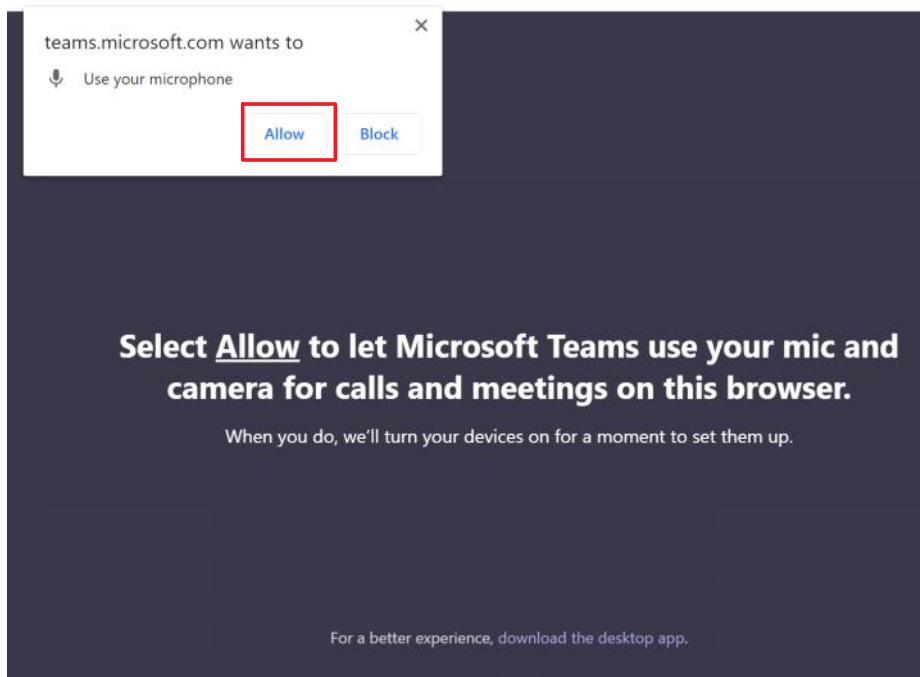 teams.microsoft.com wants to
Use your microphone
Allow
Block
Select Allow to let Microsoft Teams use your mic and
camera for calls and meetings on this browser.
When you do, we'll turn your devices on for a moment to set them up.
For a better experience, download the desktop app.